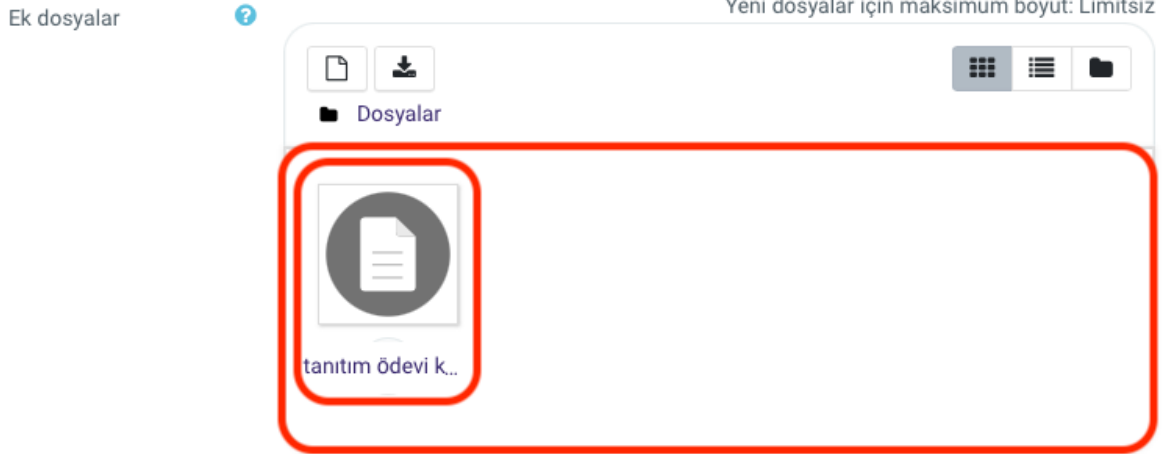 Yeni dosyalar için maksimum boyut: Limitsiz
Ek dosyalar
Dosyalar
tanıtım ödevi k...